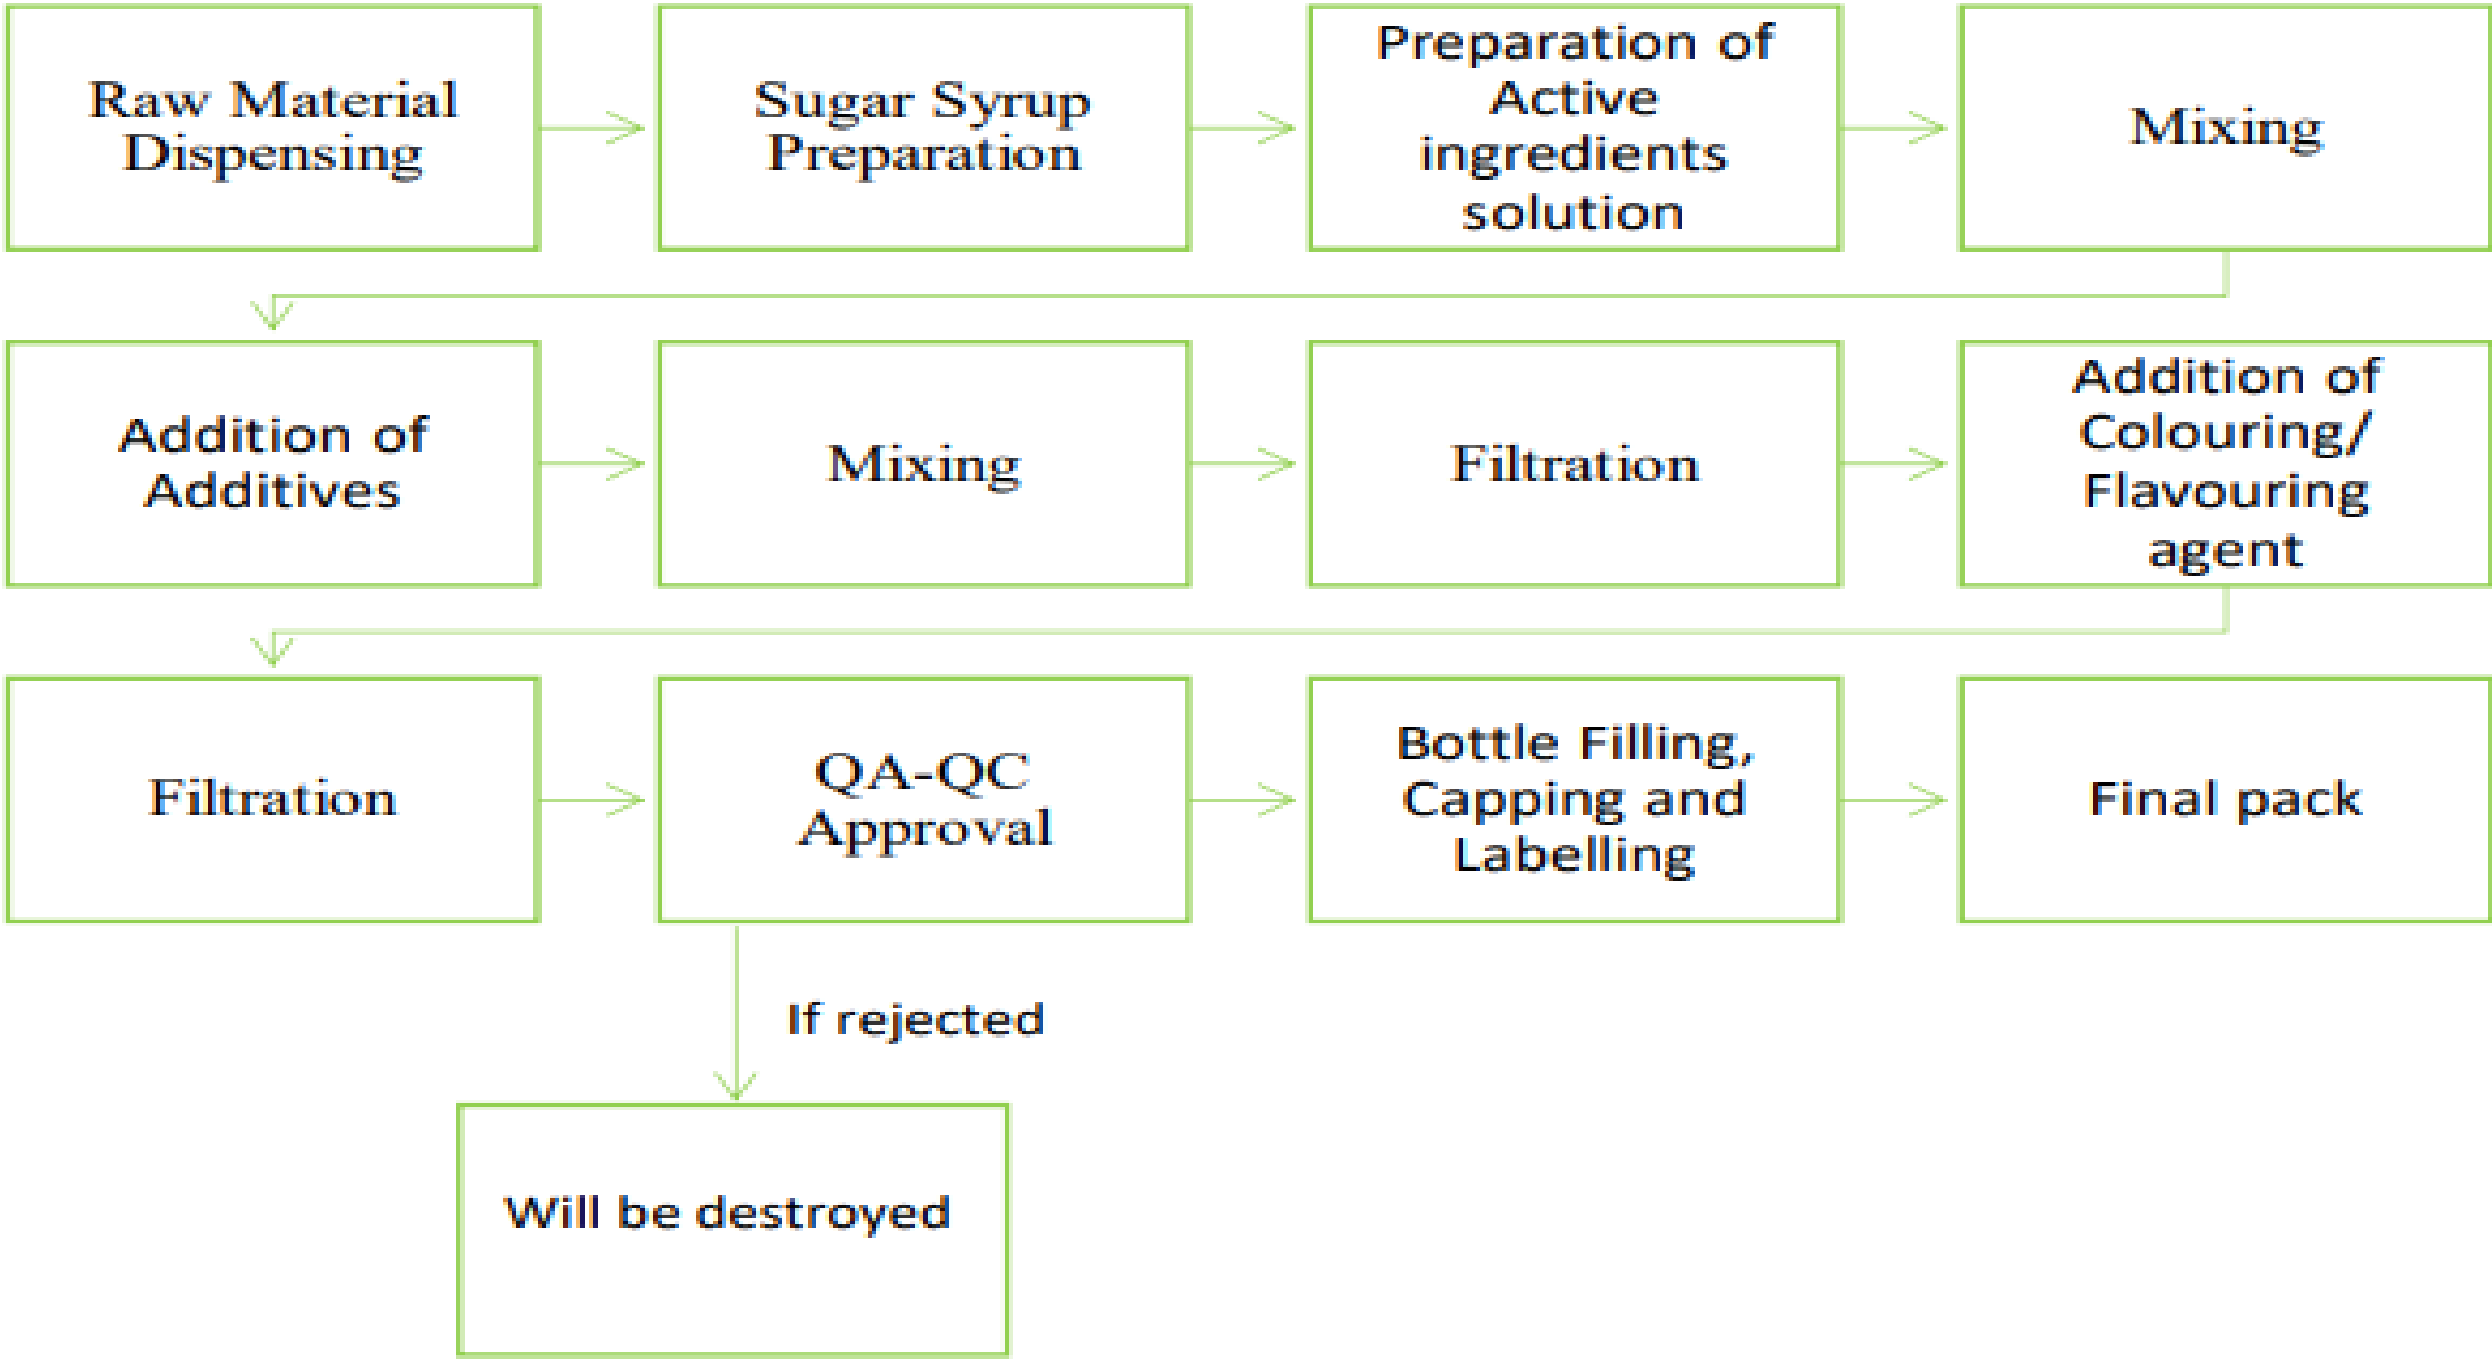 Raw Material
Dispensing
Sugar Syrup
Preparation
Preparation of
Active
ingredients
solution
Mixing
Addition of
Additives
Mixing
Filtration
Addition of
Colouring/
Flavouring
agent
Filtration
QA-QC
Approval
Bottle Filling,
Capping and
Labelling
Final pack
If rejected
Will be destroyed